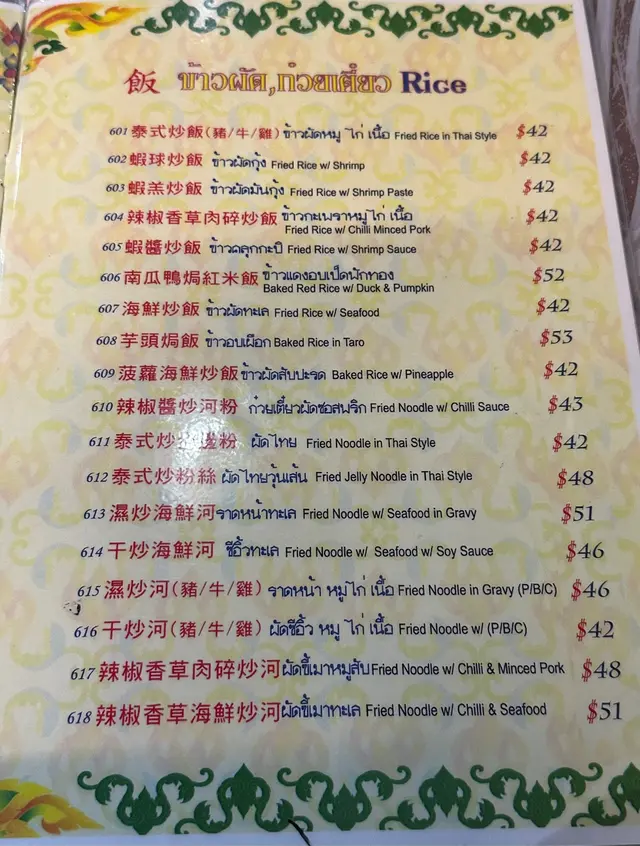 飯 ข้าวผัด,ก๋วยเตี๋ยว Rice
601 泰式炒飯(豬/牛/雞) ข้าวผัดหมู ไก่ เนื้อ Fried Rice in Thai Style $42
602 蝦球炒飯 ข้าวผัดกุ้ง Fried Rice w/ Shrimp $42
603 蝦羔炒飯 ข้าวผัดมันกุ้ง Fried Rice w/ Shrimp Paste $42
604 辣椒香草肉碎炒飯 ข้าวกะเพราหมู ไก่ เนื้อ $42
Fried Rice w/ Chilli Minced Pork
605 蝦醬炒飯 ข้าวคลุกกะปิ Fried Rice w/ Shrimp Sauce $42
606 南瓜鴨焗紅米飯 ข้าวแดงอบเป็ดฟักทอง $52
Baked Red Rice w/ Duck & Pumpkin
607 海鮮炒飯 ข้าวผัดทะเล Fried Rice w/ Seafood $42
608 芋頭焗飯 ข้าวอบเผือก Baked Rice in Taro $53
609 菠蘿海鮮炒飯 ข้าวผัดสับปะรด Baked Rice w/ Pineapple $42
610 辣椒醬炒河粉 ก๋วยเตี๋ยวผัดซอสพริก Fried Noodle w/ Chilli Sauce $43
611 泰式炒 粉 ผัดไทย Fried Noodle in Thai Style $42
612 泰式炒粉絲 ผัดไทยวุ้นเส้น Fried Jelly Noodle in Thai Style $48
613 濕炒海鮮河 ราดหน้าทะเล Fried Noodle w/ Seafood in Gravy $51
614 干炒海鮮河 ซีอิ้วทะเล Fried Noodle w/ Seafood w/ Soy Sauce $46
615 濕炒河(豬/牛/雞) ราดหน้า หมู ไก่ เนื้อ Fried Noodle in Gravy (P/B/C) $46
616 干炒河(豬/牛/雞) ผัดซีอิ้ว หมู ไก่ เนื้อ Fried Noodle w/ (P/B/C) $42
617 辣椒香草肉碎炒河 ผัดขี้เมาหมูสับ Fried Noodle w/ Chilli & Minced Pork $48
618 辣椒香草海鮮炒河 ผัดขี้เมาทะเล Fried Noodle w/ Chilli & Seafood $51